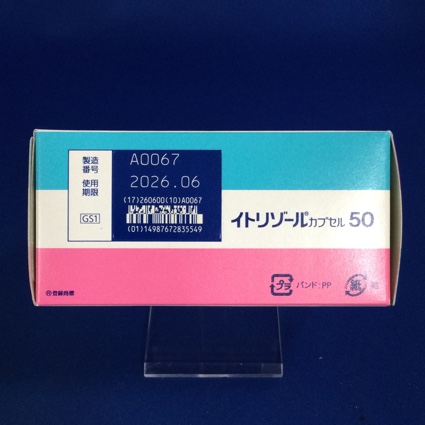 製造
番号
A0067
使用
期限
2026.06
(17)260600(10)A0067
GS1
(01)14987672835549
イトリゾールカプセル50
プラ
バンド:PP
紙
箱
Ⓡ登録商標